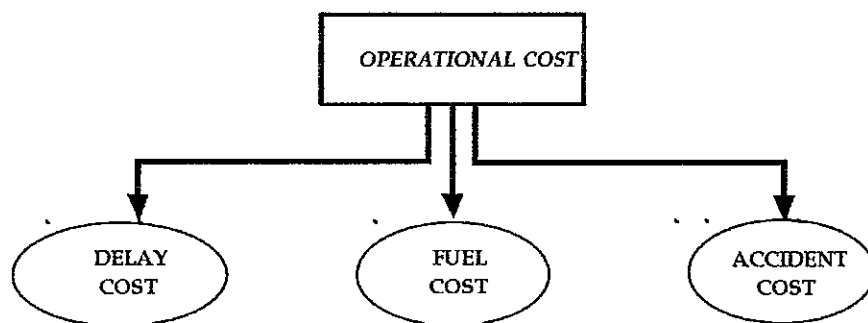 OPERATIONAL COST
DELAY
COST
FUEL
COST
ACCIDENT
COST